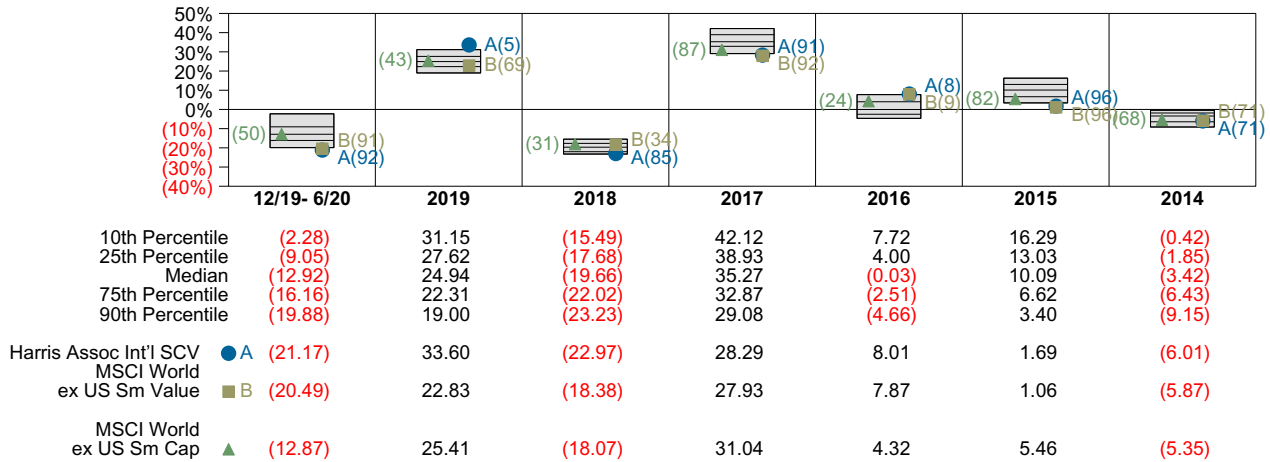 50%
40%
30%
20%
10%
0%
(10%)
(20%)
(30%)
(40%)
(50)
B(91)
A(92)
(43)
A(5)
B(69)
(31)
B(34)
A(85)
(87)
A(91)
B(92)
(24)
A(8)
B(9)
(82)
A(96)
B(96)
(68)
B(71)
A(71)
12/19- 6/20 2019 2018 2017 2016 2015 2014
10th Percentile (2.28) 31.15 (15.49) 42.12 7.72 16.29 (0.42)
25th Percentile (9.05) 27.62 (17.68) 38.93 4.00 13.03 (1.85)
Median (12.92) 24.94 (19.66) 35.27 (0.03) 10.09 (3.42)
75th Percentile (16.16) 22.31 (22.02) 32.87 (2.51) 6.62 (6.43)
90th Percentile (19.88) 19.00 (23.23) 29.08 (4.66) 3.40 (9.15)
Harris Assoc Int'l SCV A (21.17) 33.60 (22.97) 28.29 8.01 1.69 (6.01)
MSCI World
ex US Sm Value B (20.49) 22.83 (18.38) 27.93 7.87 1.06 (5.87)
MSCI World
ex US Sm Cap (12.87) 25.41 (18.07) 31.04 4.32 5.46 (5.35)